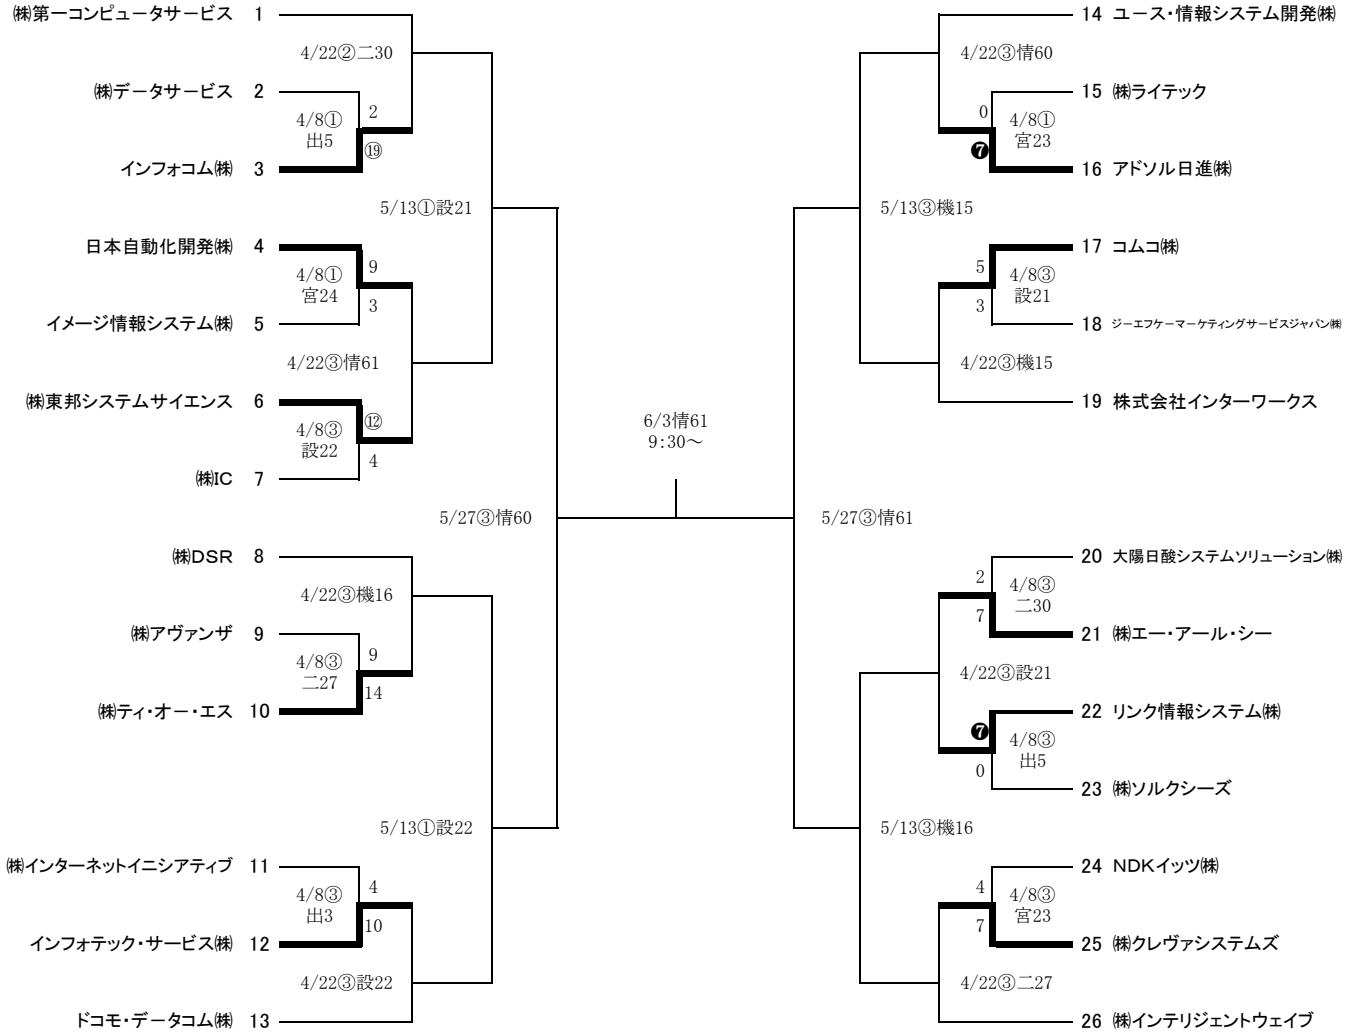 ㈱第一コンピュータサービス 1
4/22②二30
㈱データサービス 2
2
4/8①
出5
⑲
インフォコム㈱ 3
5/13①設21
日本自動化開発㈱ 4
9
4/8①
宮24
3
イメージ情報システム㈱ 5
4/22③情61
㈱東邦システムサイエンス 6
⑫
4/8③
設22
4
㈱IC 7
5/27③情60
㈱DSR 8
4/22③機16
㈱アヴァンザ 9
9
4/8③
二27
14
㈱ティ・オー・エス 10
5/13①設22
㈱インターネットイニシアティブ 11
4
4/8③
出3
10
インフォテック・サービス㈱ 12
4/22③設22
ドコモ・データコム㈱ 13
6/3情61
9:30～
14 ユース・情報システム開発㈱
4/22③情60
15 ㈱ライテック
0
4/8①
宮23
❼
16 アドソル日進㈱
5/13③機15
17 コムコ㈱
5
4/8③
設21
3
18 ジーエフケーマーケティングサービスジャパン㈱
4/22③機15
19 株式会社インターワークス
5/27③情61
20 大陽日酸システムソリューション㈱
2
4/8③
二30
7
21 ㈱エー・アール・シー
4/22③設21
22 リンク情報システム㈱
❼
4/8③
出5
0
23 ㈱ソルクシーズ
5/13③機16
24 NDKイッツ㈱
4
4/8③
宮23
7
25 ㈱クレヴァシステムズ
4/22③二27
26 ㈱インテリジェントウェイブ